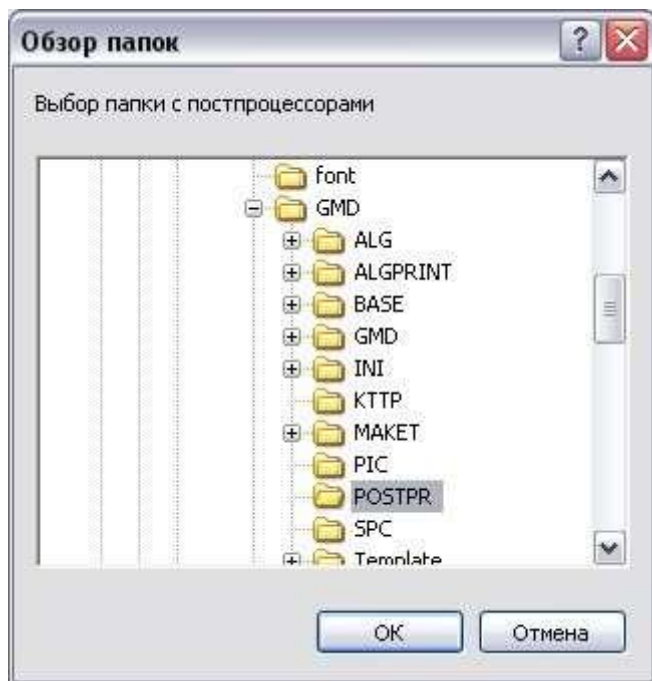 Обзор папок
Выбор папки с постпроцессорами
font
GMD
ALG
ALGPRINT
BASE
GMD
INI
KTTP
MAKET
PIC
POSTPR
SPC
Template
ОК
Отмена